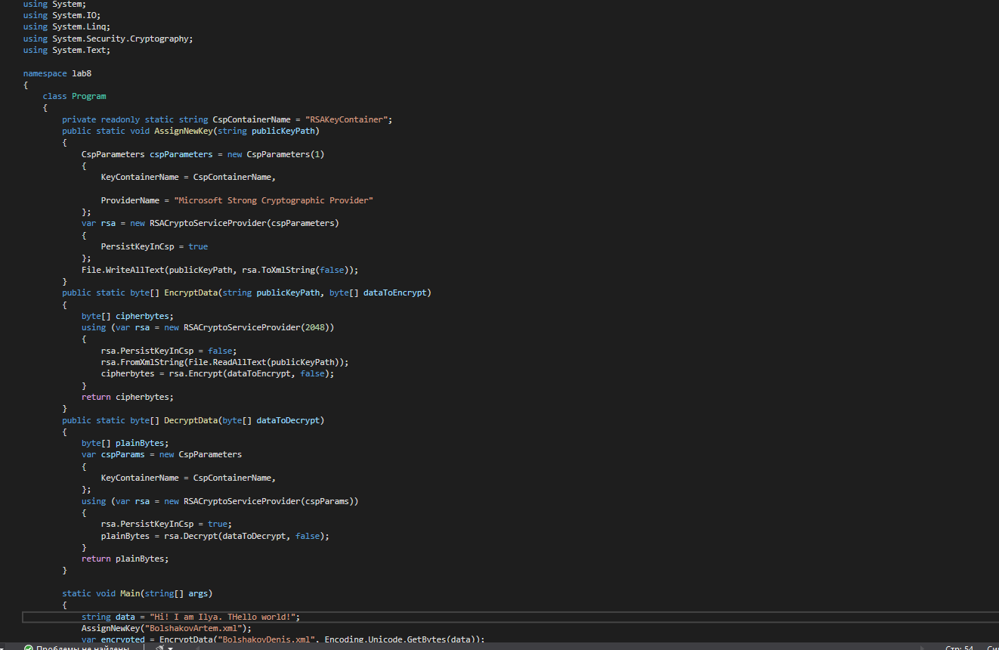 using System;
using System.IO;
using System.Linq;
using System.Security.Cryptography;
using System.Text;
namespace lab8
{
class Program
{
private readonly static string CspContainerName = "RSAKeyContainer";
public static void AssignNewKey(string publicKeyPath)
{
CspParameters cspParameters = new CspParameters(1)
{
KeyContainerName = CspContainerName,
ProviderName = "Microsoft Strong Cryptographic Provider"
};
var rsa = new RSACryptoServiceProvider(cspParameters)
{
PersistKeyInCsp = true
};
File.WriteAllText(publicKeyPath, rsa.ToXmlString(false));
}
public static byte[] EncryptData(string publicKeyPath, byte[] dataToEncrypt)
{
byte[] cipherbytes;
using (var rsa = new RSACryptoServiceProvider(2048))
{
rsa.PersistKeyInCsp = false;
rsa.FromXmlString(File.ReadAllText(publicKeyPath));
cipherbytes = rsa.Encrypt(dataToEncrypt, false);
}
return cipherbytes;
}
public static byte[] DecryptData(byte[] dataToDecrypt)
{
byte[] plainBytes;
var cspParams = new CspParameters
{
KeyContainerName = CspContainerName,
};
using (var rsa = new RSACryptoServiceProvider(cspParams))
{
rsa.PersistKeyInCsp = true;
plainBytes = rsa.Decrypt(dataToDecrypt, false);
}
return plainBytes;
}
static void Main(string[] args)
{
string data = "Hi! I am Ilya. THello world!";
AssignNewKey("BolshakovArtem.xml");
var encrypted = EncryptData("BolshakovDenis.xml", Encoding.Unicode.GetBytes(data));
Проблемы не найдены
Стр: 54